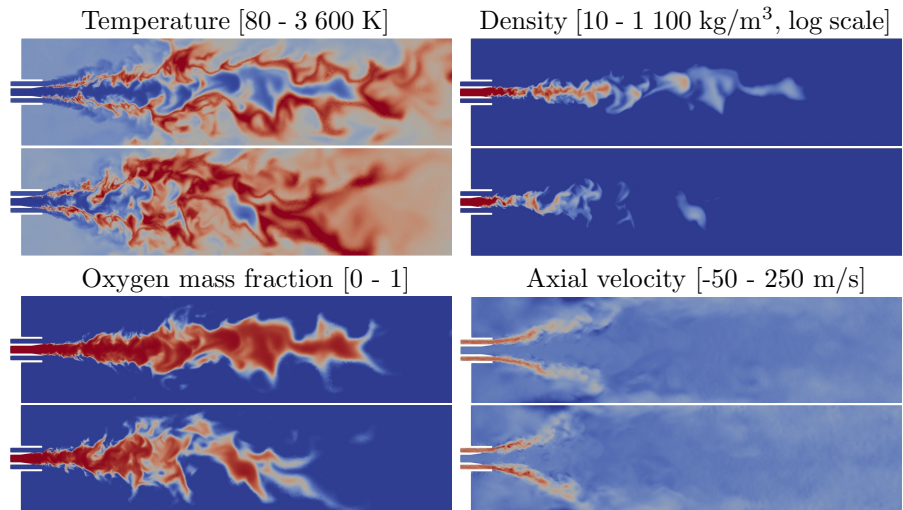 Temperature [80 - 3 600 K]
Density [10 - 1 100 kg/m³, log scale]
Oxygen mass fraction [0 - 1]
Axial velocity [-50 - 250 m/s]